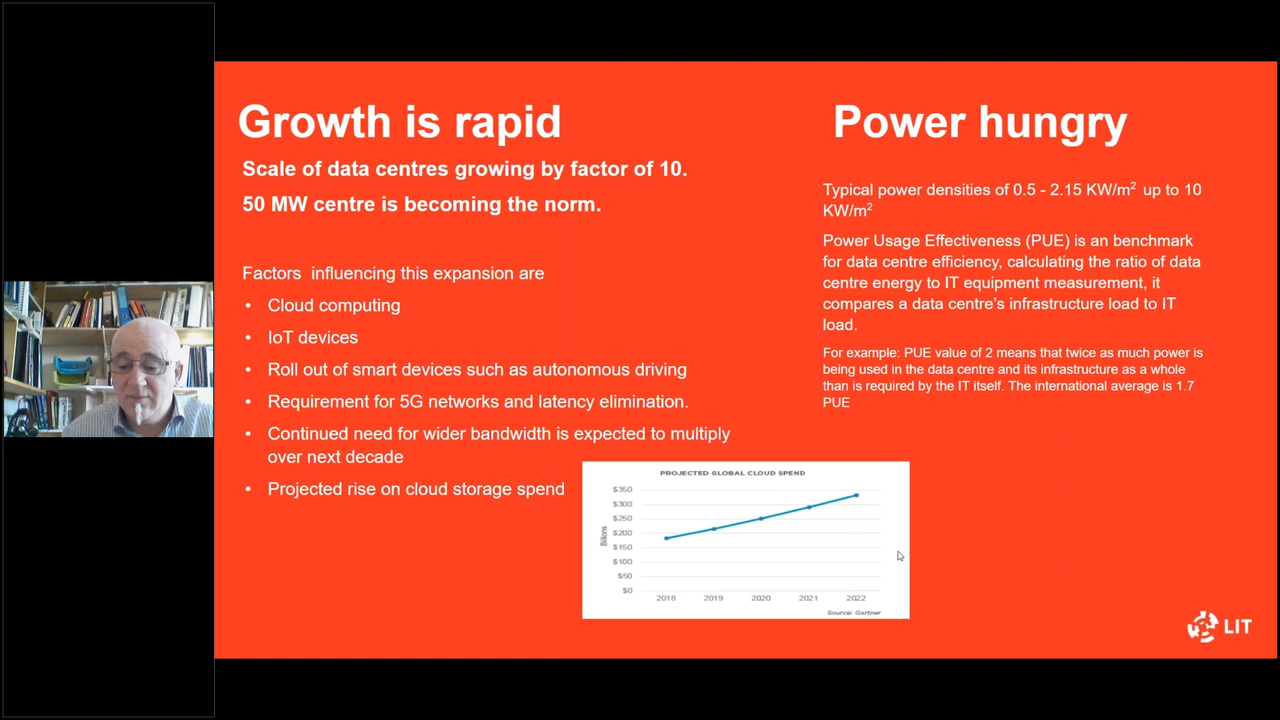 Growth is rapid
Scale of data centres growing by factor of 10.
50 MW centre is becoming the norm.
Factors influencing this expansion are
• Cloud computing
• IoT devices
• Roll out of smart devices such as autonomous driving
• Requirement for 5G networks and latency elimination.
• Continued need for wider bandwidth is expected to multiply
over next decade
• Projected rise on cloud storage spend
Power hungry
Typical power densities of 0.5 - 2.15 KW/m² up to 10
KW/m²
Power Usage Effectiveness (PUE) is an benchmark
for data centre efficiency, calculating the ratio of data
centre energy to IT equipment measurement, it
compares a data centre's infrastructure load to IT
load.
For example: PUE value of 2 means that twice as much power is
being used in the data centre and its infrastructure as a whole
than is required by the IT itself. The international average is 1.7
PUE
PROJECTED GLOBAL CLOUD SPEND
Billions
$350
$300
$250
$200
$150
$100
$50
$0
2018 2019 2020 2021 2022
Source: Gartner
LIT